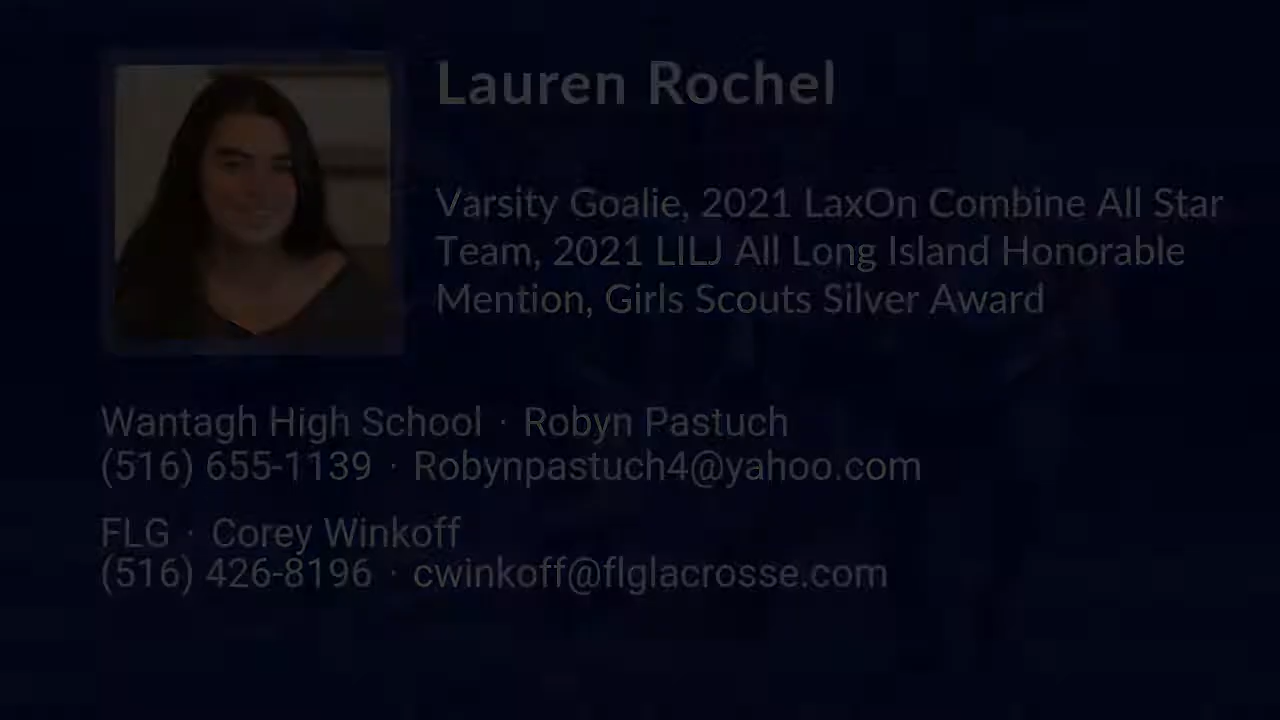 Lauren Rochel
Varsity Goalie, 2021 LaxOn Combine All Star
Team, 2021 LILJ All Long Island Honorable
Mention, Girls Scouts Silver Award
Wantagh High School · Robyn Pastuch
(516) 655-1139 · Robynpastuch4@yahoo.com
FLG · Corey Winkoff
(516) 426-8196 · cwinkoff@flglacrosse.com